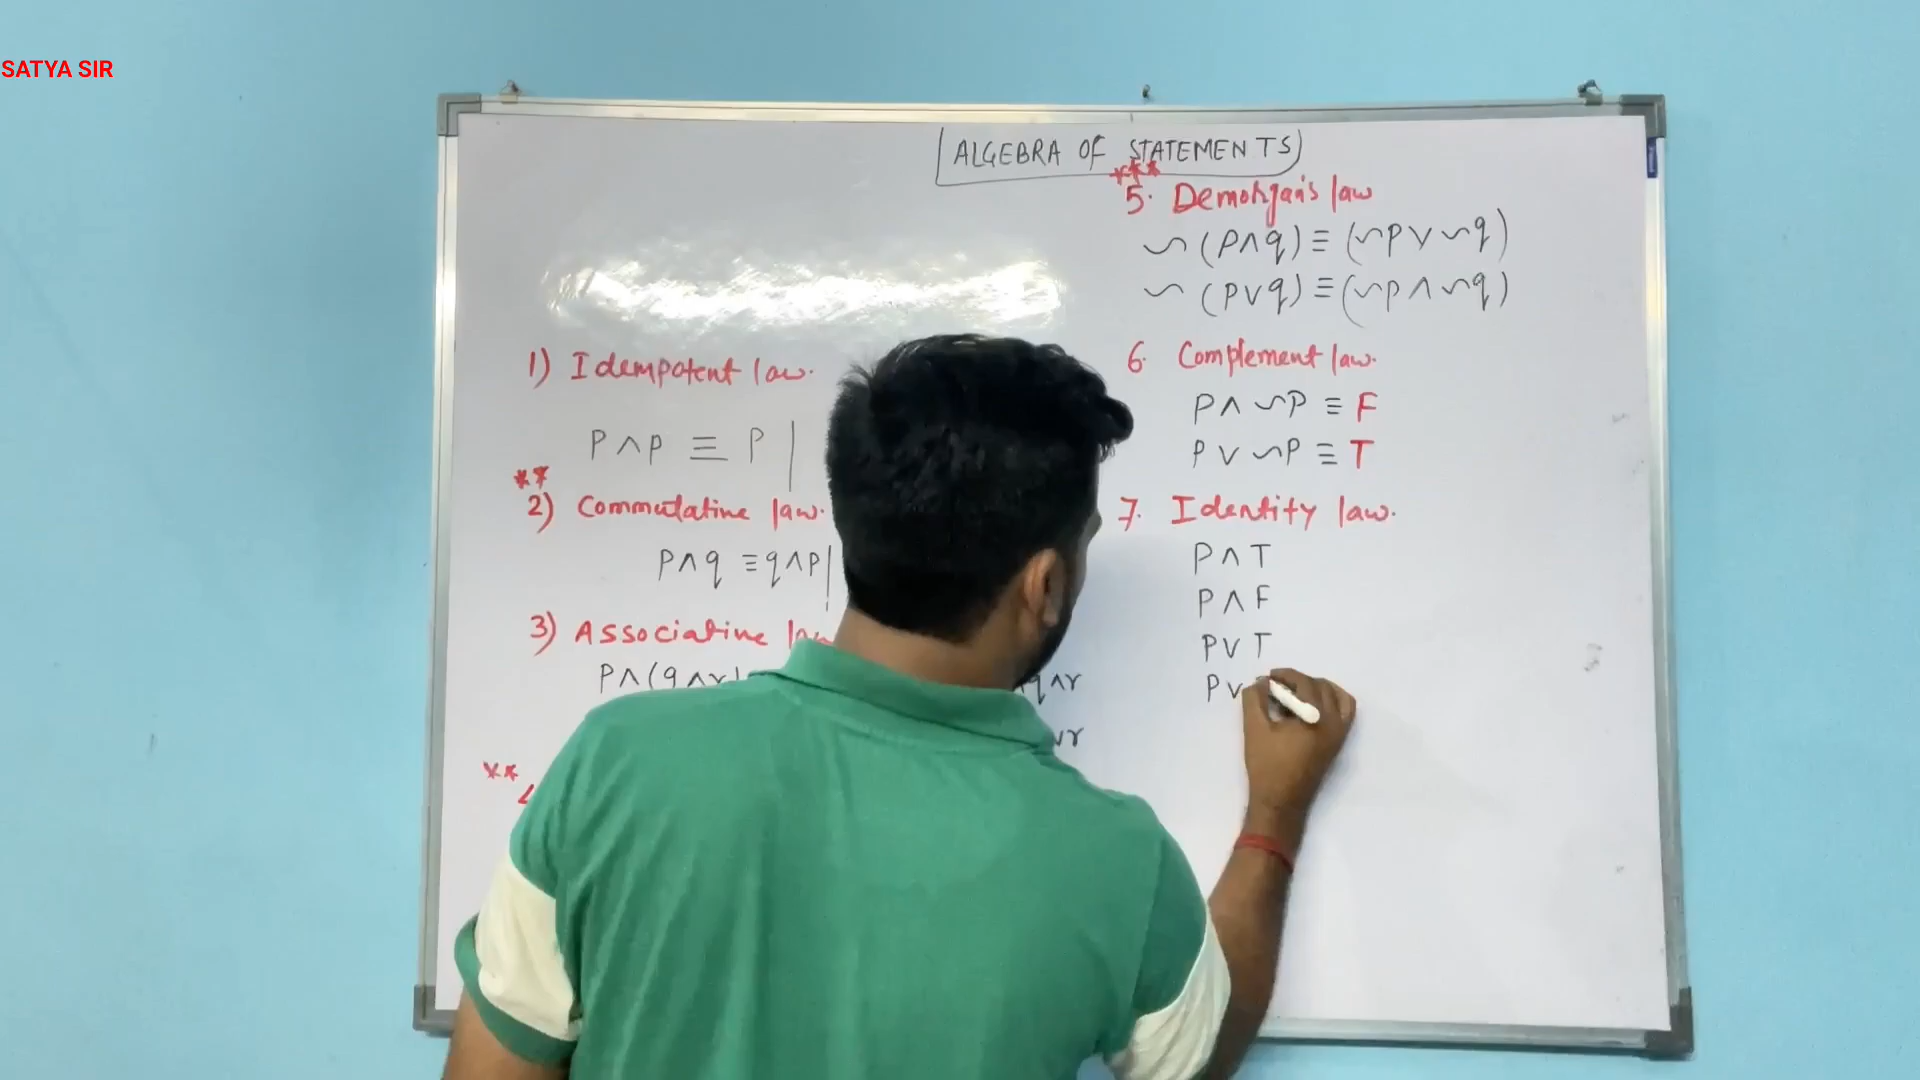 SATYA SIR
ALGEBRA OF STATEMENTS
1) Idempotent law.
P∧P ≡ P |
**
2) Commutative law.
P∧q ≡ q∧P |
3) Associative law
P∧(q∧r)
q∧r
∨r
**
***
5. Demorgan's law
~(P∧q) ≡ (~P∨~q)
~(P∨q) ≡ (~P∧~q)
6. Complement law.
P∧~P ≡ F
P∨~P ≡ T
7. Identity law.
P∧T
P∧F
P∨T
P∨